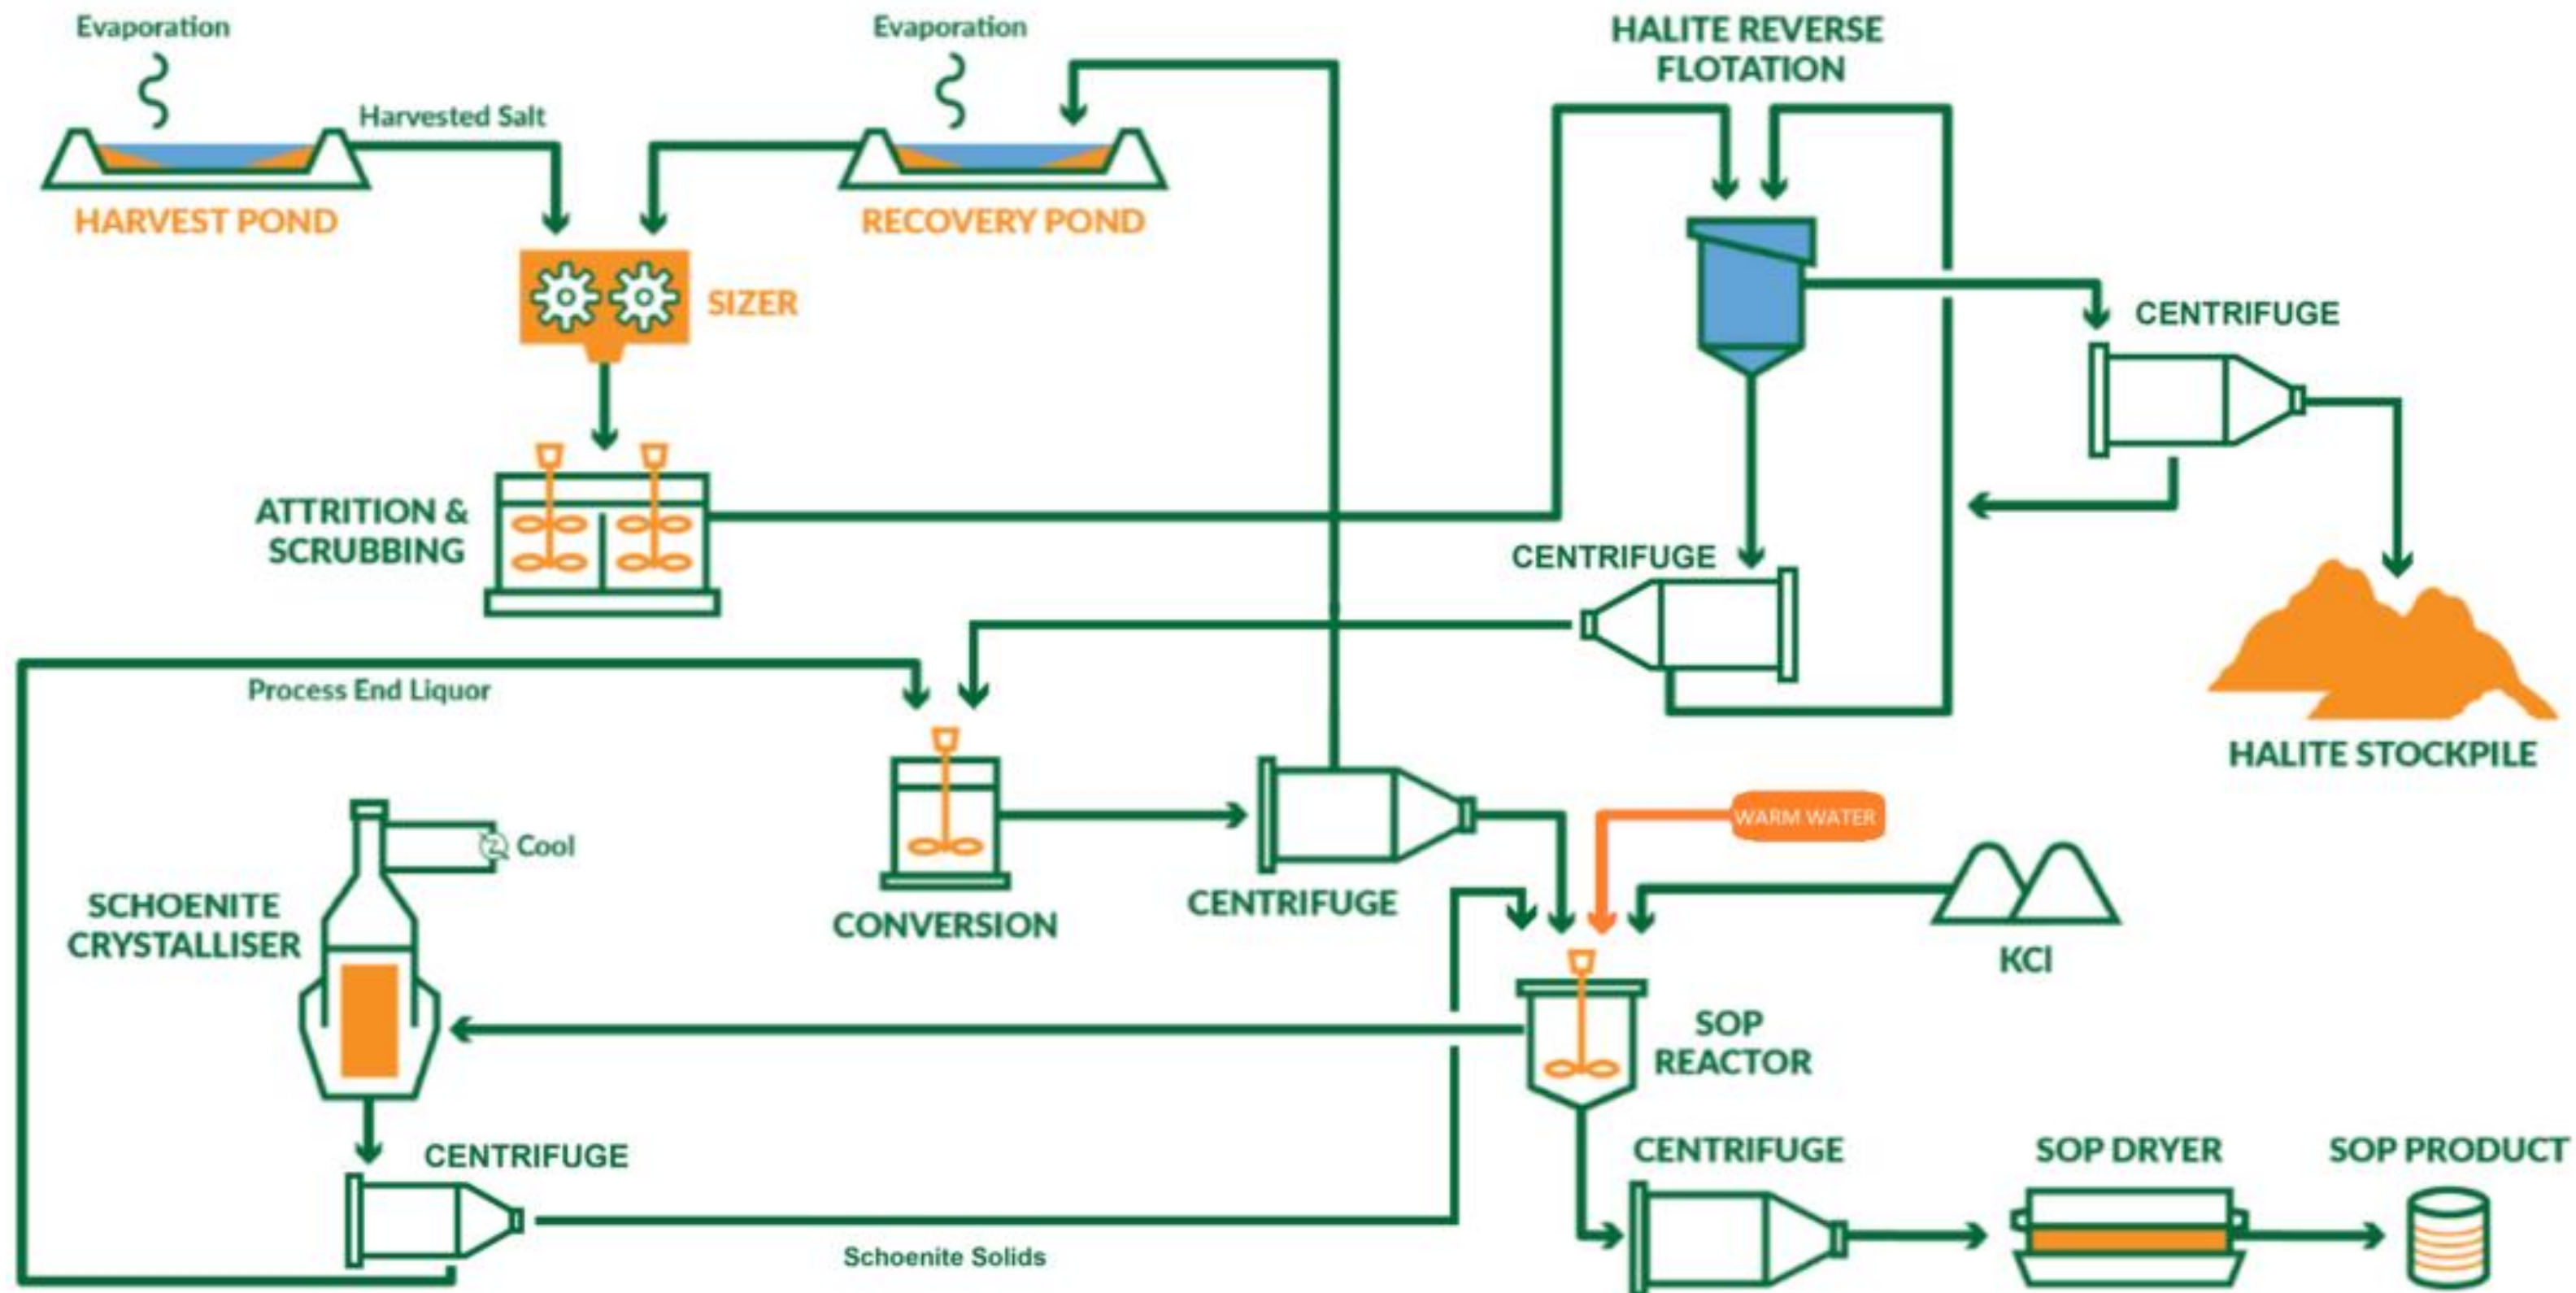 Evaporation
Evaporation
HALITE REVERSE
FLOTATION
Harvested Salt
HARVEST POND
RECOVERY POND
SIZER
CENTRIFUGE
ATTRITION &
SCRUBBING
CENTRIFUGE
Process End Liquor
HALITE STOCKPILE
WARM WATER
Cool
SCHOENITE
CRYSTALLISER
CENTRIFUGE
CONVERSION
KCl
SOP
REACTOR
CENTRIFUGE
CENTRIFUGE
SOP DRYER
SOP PRODUCT
Schoenite Solids